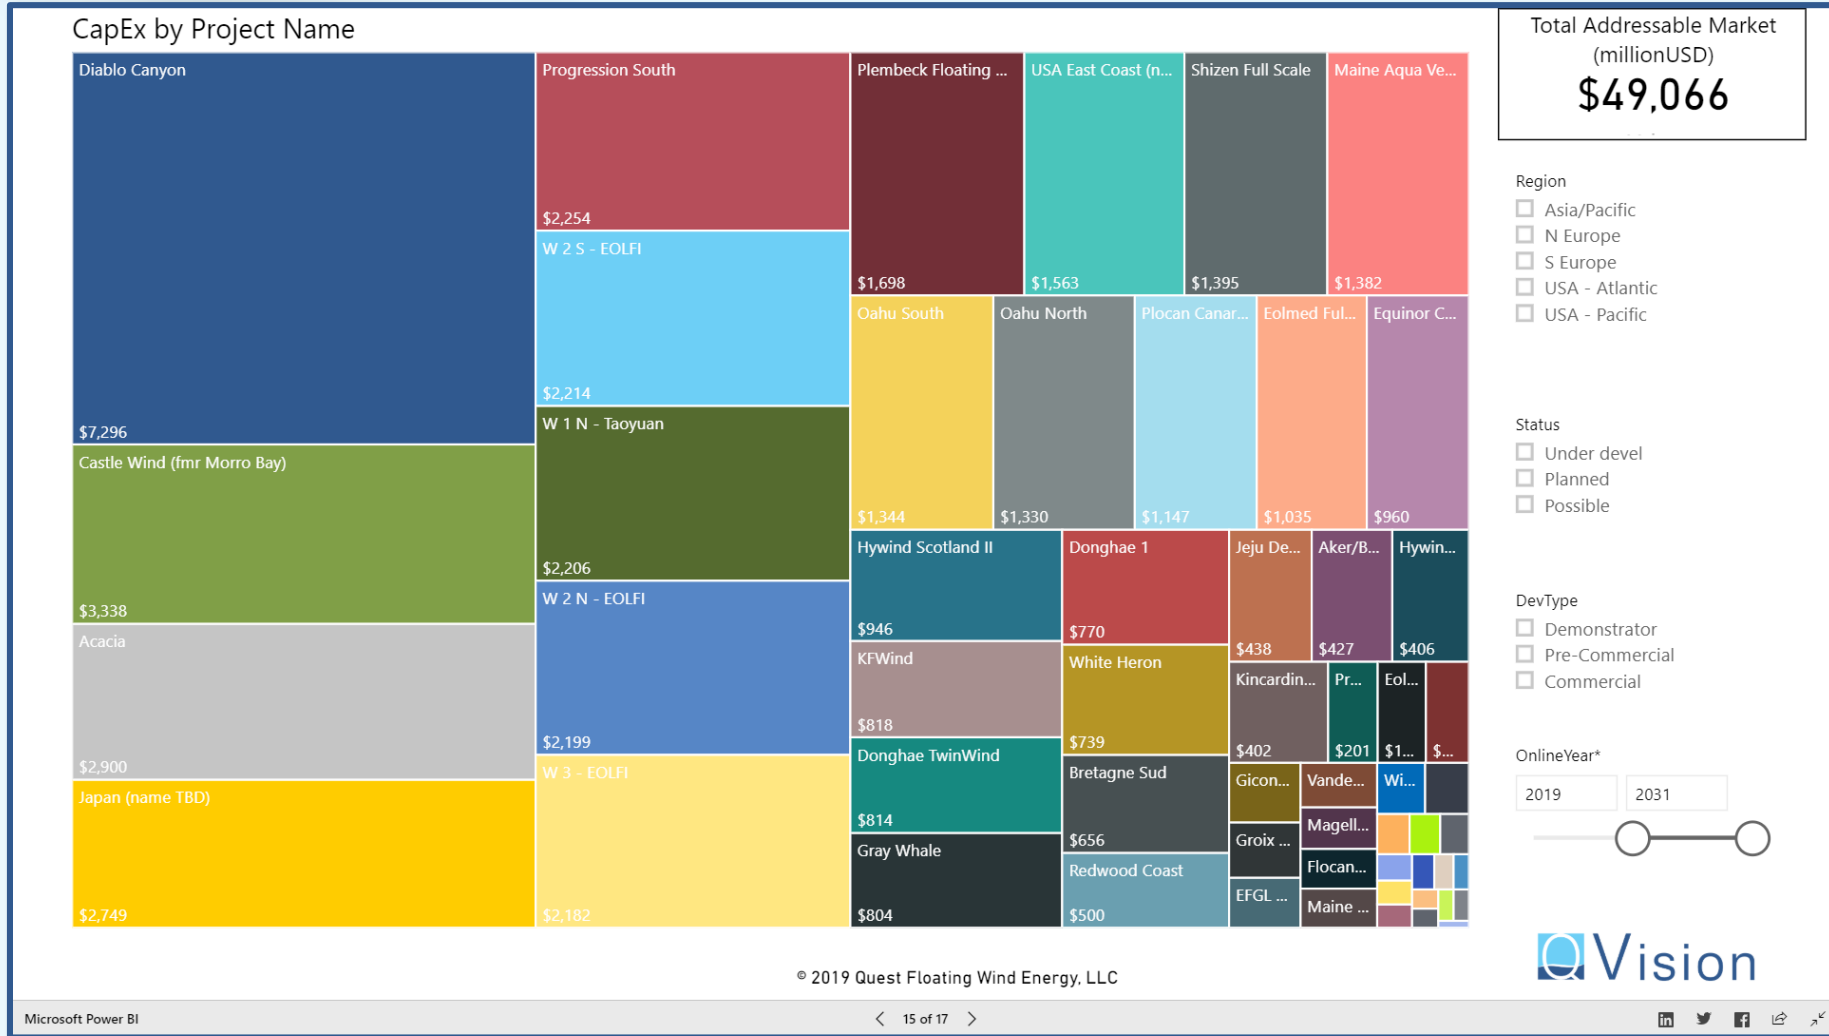 CapEx by Project Name
Diablo Canyon
$7,296
Castle Wind (fmr Morro Bay)
$3,338
Acacia
$2,900
Japan (name TBD)
$2,749
Progression South
$2,254
W 2 S - EOLFI
$2,214
W 1 N - Taoyuan
$2,206
W 2 N - EOLFI
$2,199
W 3 - EOLFI
$2,182
Plembeck Floating ...
$1,698
USA East Coast (n...
$1,563
Shizen Full Scale
$1,395
Maine Aqua Ve...
$1,382
Oahu South
$1,344
Oahu North
$1,330
Plocan Canar...
$1,147
Eolmed Ful...
$1,035
Equinor C...
$960
Hywind Scotland II
$946
KFWind
$818
Donghae TwinWind
$814
Gray Whale
$804
Donghae 1
$770
White Heron
$739
Bretagne Sud
$656
Redwood Coast
$500
Jeju De...
$438
Aker/B...
$427
Hywin...
$406
Kincardin...
$402
Pr...
$201
Eol...
$1...
$...
Gicon...
Groix ...
EFGL ...
Vande...
Magell...
Flocan...
Maine ...
Wi...
Total Addressable Market
(millionUSD)
$49,066
Region
Asia/Pacific
N Europe
S Europe
USA - Atlantic
USA - Pacific
Status
Under devel
Planned
Possible
DevType
Demonstrator
Pre-Commercial
Commercial
OnlineYear*
2019
2031
QVision
© 2019 Quest Floating Wind Energy, LLC
Microsoft Power BI
15 of 17